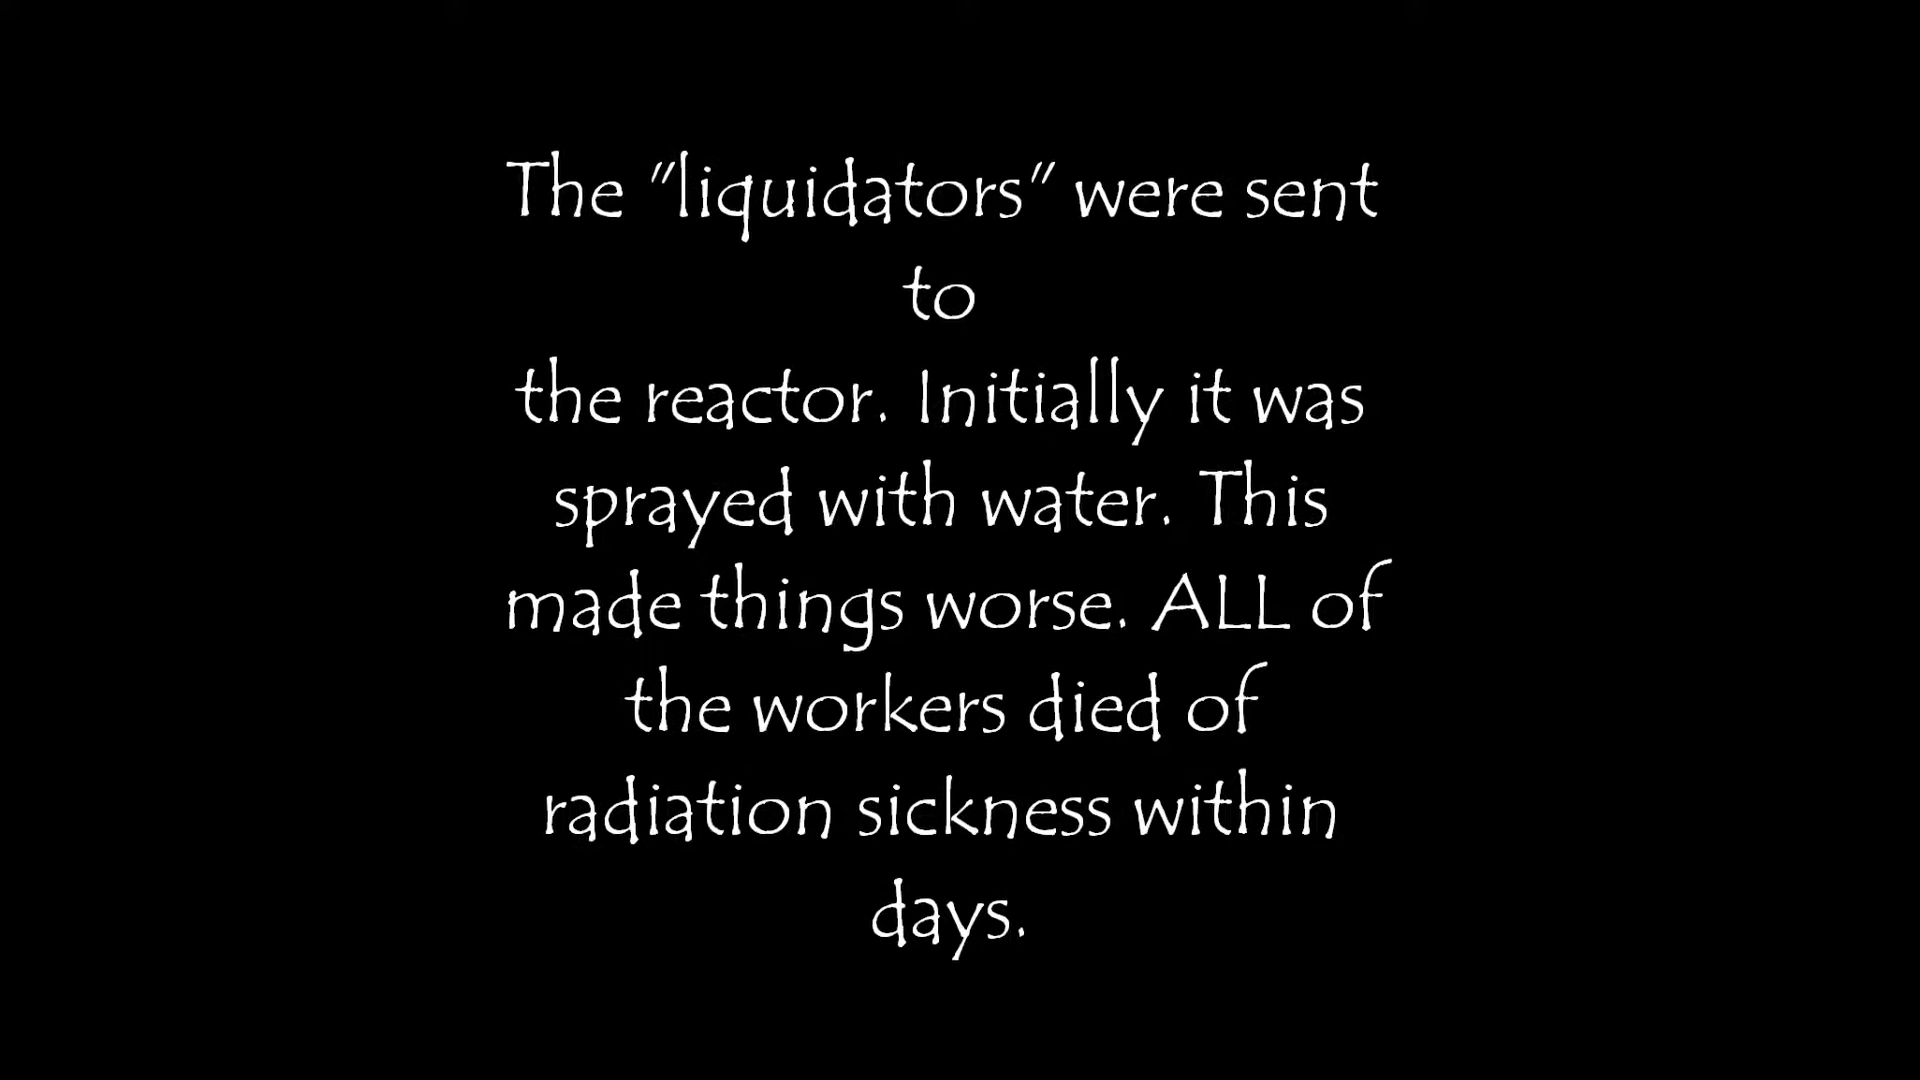 The "liquidators" were sent
to
the reactor. Initially it was
sprayed with water. This
made things worse. ALL of
the workers died of
radiation sickness within
days.